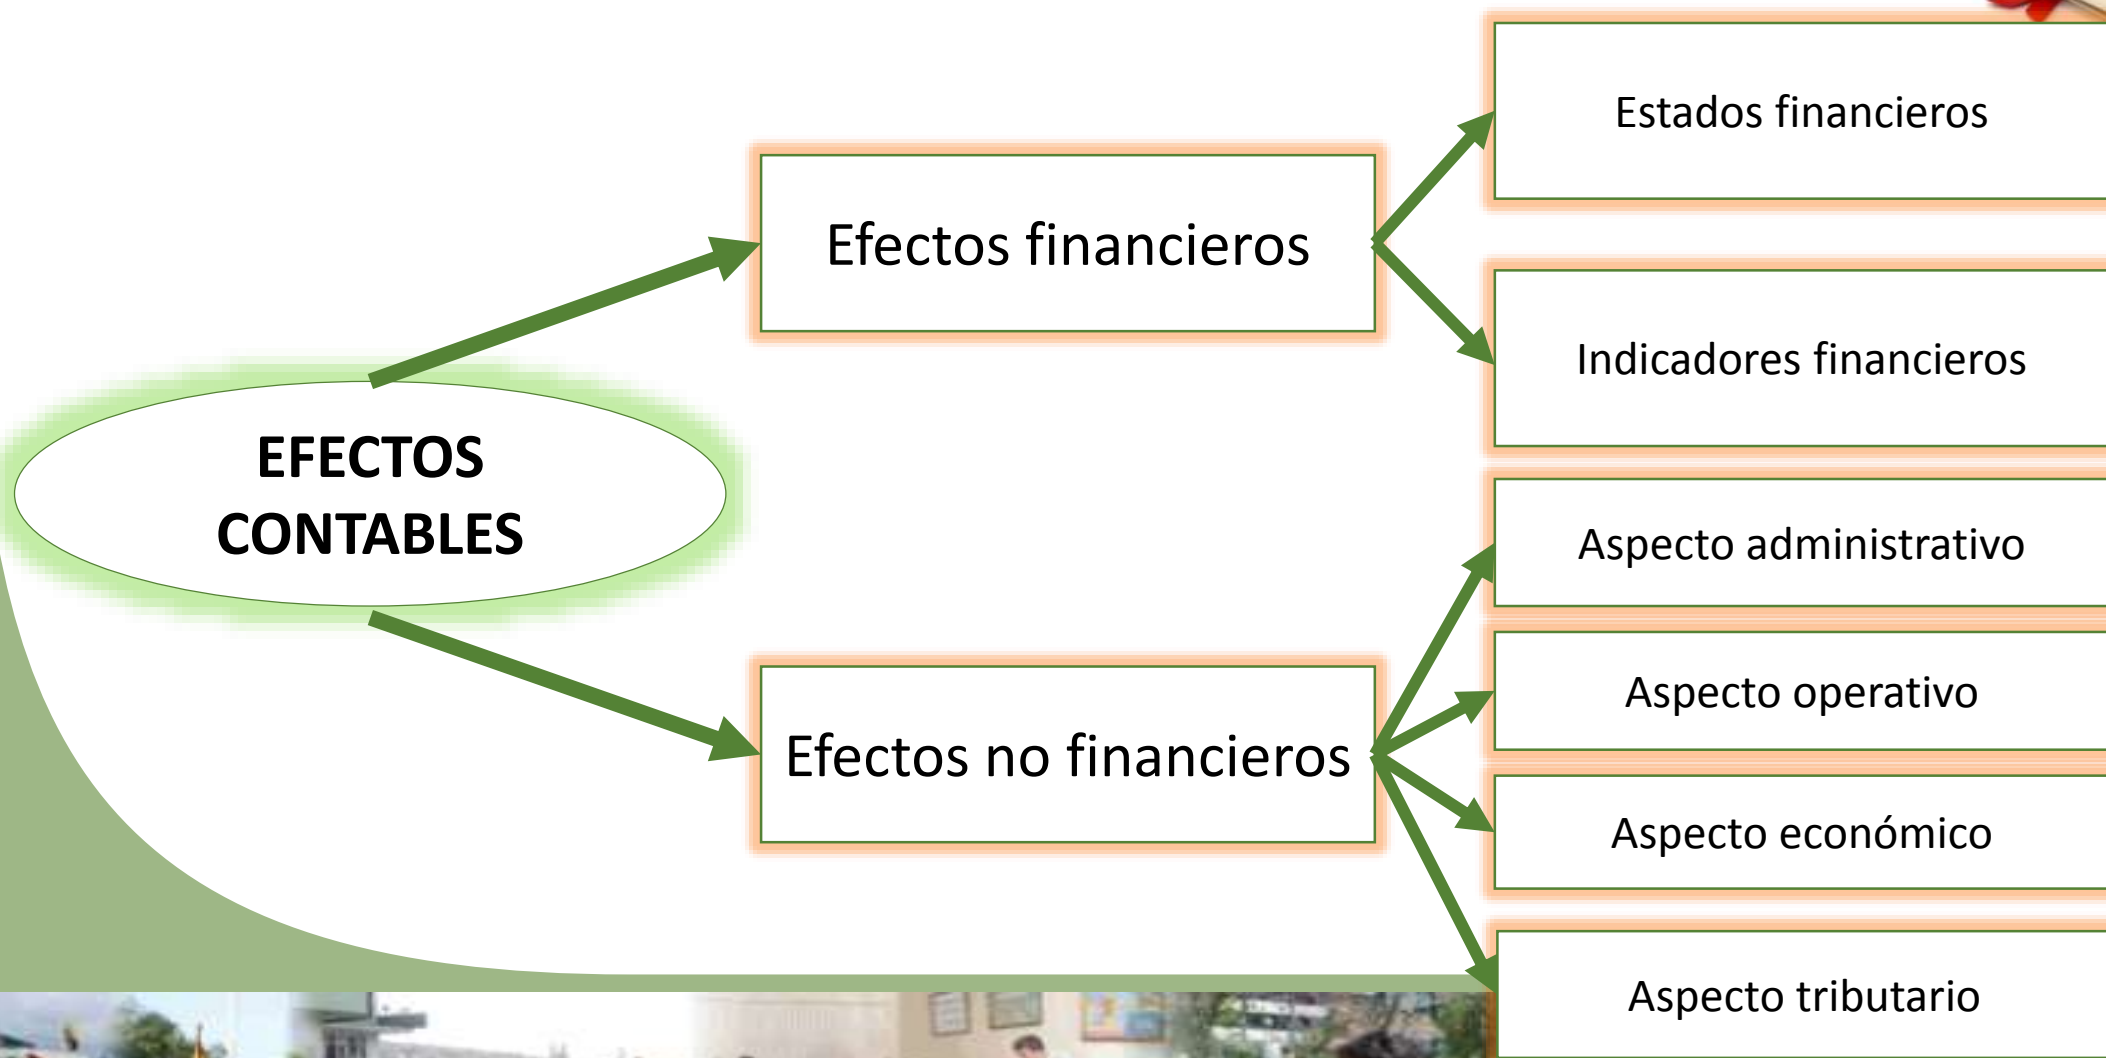 EFECTOS
CONTABLES
Efectos financieros
Estados financieros
Indicadores financieros
Efectos no financieros
Aspecto administrativo
Aspecto operativo
Aspecto económico
Aspecto tributario